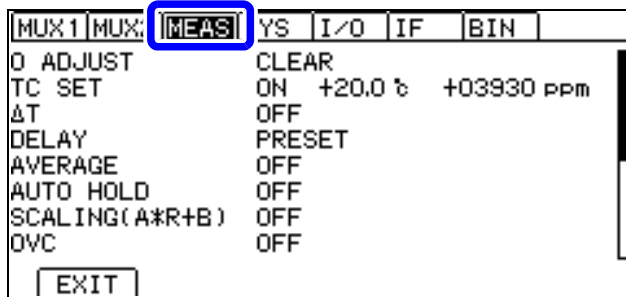 MUX1 MUX2 MEAS YS I/O IF BIN
0 ADJUST CLEAR
TC SET ON +20.0 ℃ +03930 ppm
ΔT OFF
DELAY PRESET
AVERAGE OFF
AUTO HOLD OFF
SCALING(A*R+B) OFF
OVC OFF
EXIT